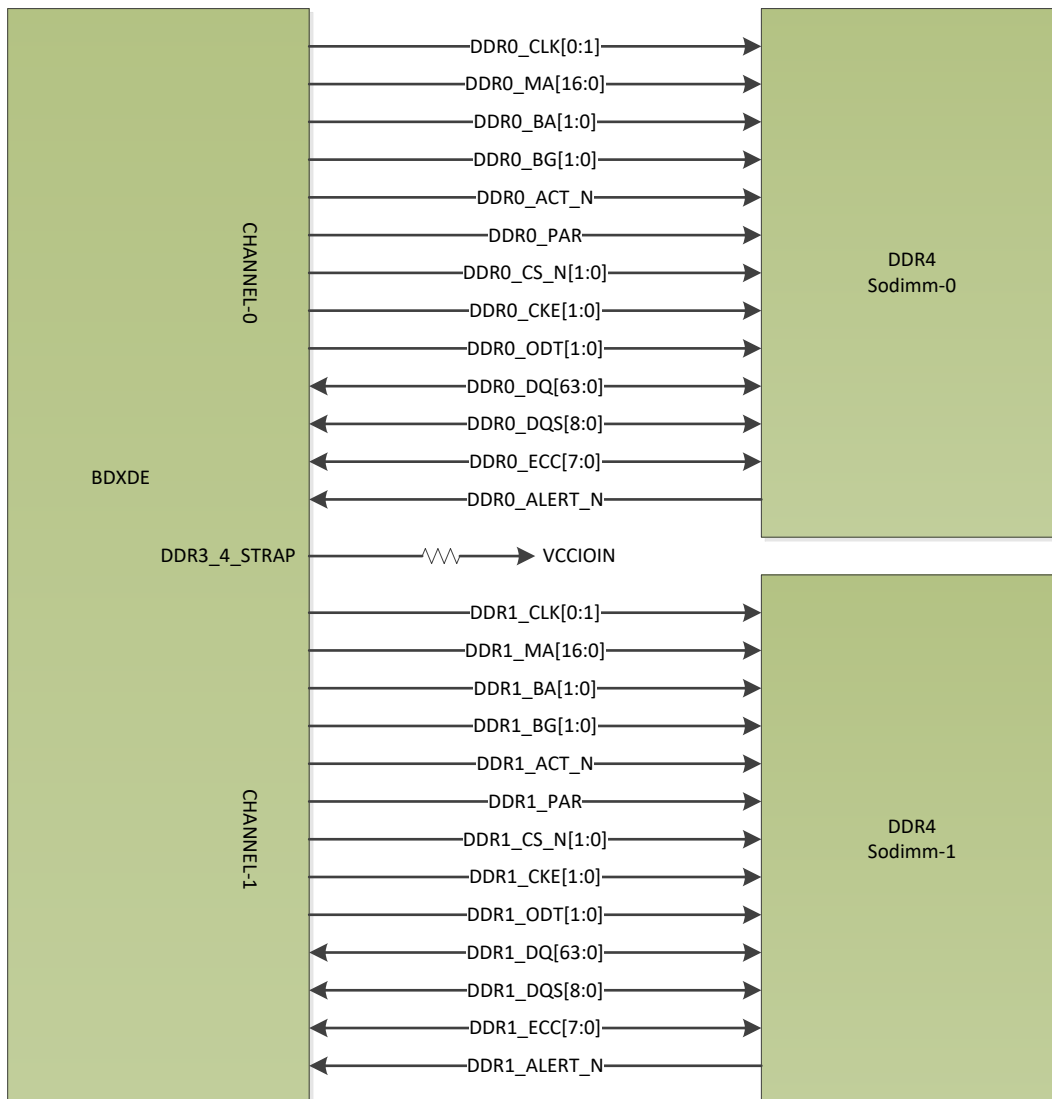 DDR0_CLK[0:1]
DDR0_MA[16:0]
DDR0_BA[1:0]
DDR0_BG[1:0]
DDR0_ACT_N
DDR0_PAR
DDR0_CS_N[1:0]
DDR0_CKE[1:0]
DDR0_ODT[1:0]
DDR0_DQ[63:0]
DDR0_DQS[8:0]
DDR0_ECC[7:0]
DDR0_ALERT_N
CHANNEL-0
DDR4
Sodimm-0
BDXDE
DDR3_4_STRAP
VCCIOIN
DDR1_CLK[0:1]
DDR1_MA[16:0]
DDR1_BA[1:0]
DDR1_BG[1:0]
DDR1_ACT_N
DDR1_PAR
DDR1_CS_N[1:0]
DDR1_CKE[1:0]
DDR1_ODT[1:0]
DDR1_DQ[63:0]
DDR1_DQS[8:0]
DDR1_ECC[7:0]
DDR1_ALERT_N
CHANNEL-1
DDR4
Sodimm-1